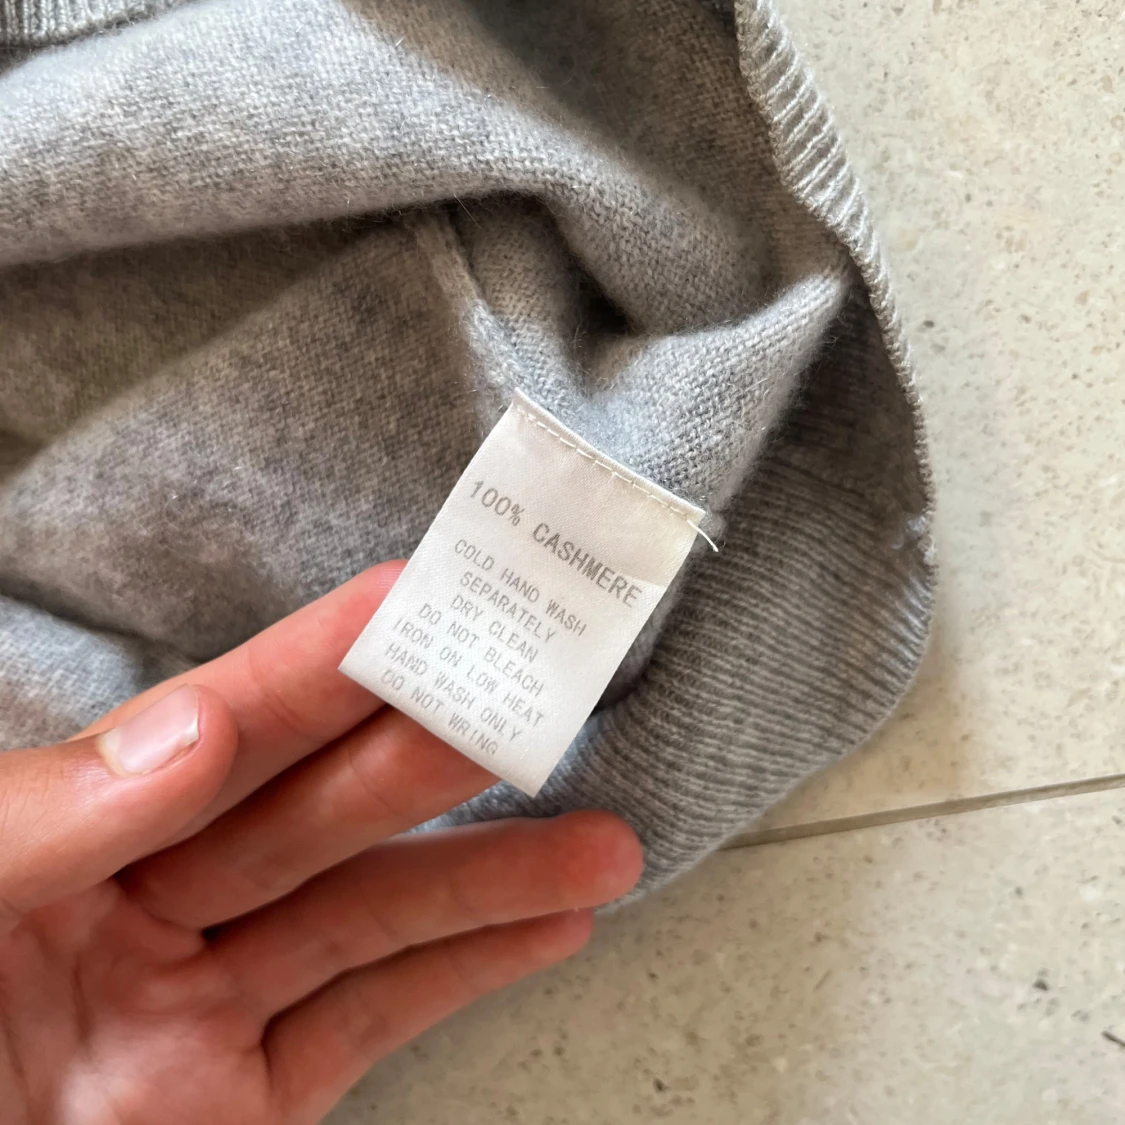 100% CASHMERE
COLD HAND WASH
SEPARATELY
DRY CLEAN
DO NOT BLEACH
IRON ON LOW HEAT
HAND WASH ONLY
DO NOT WRING